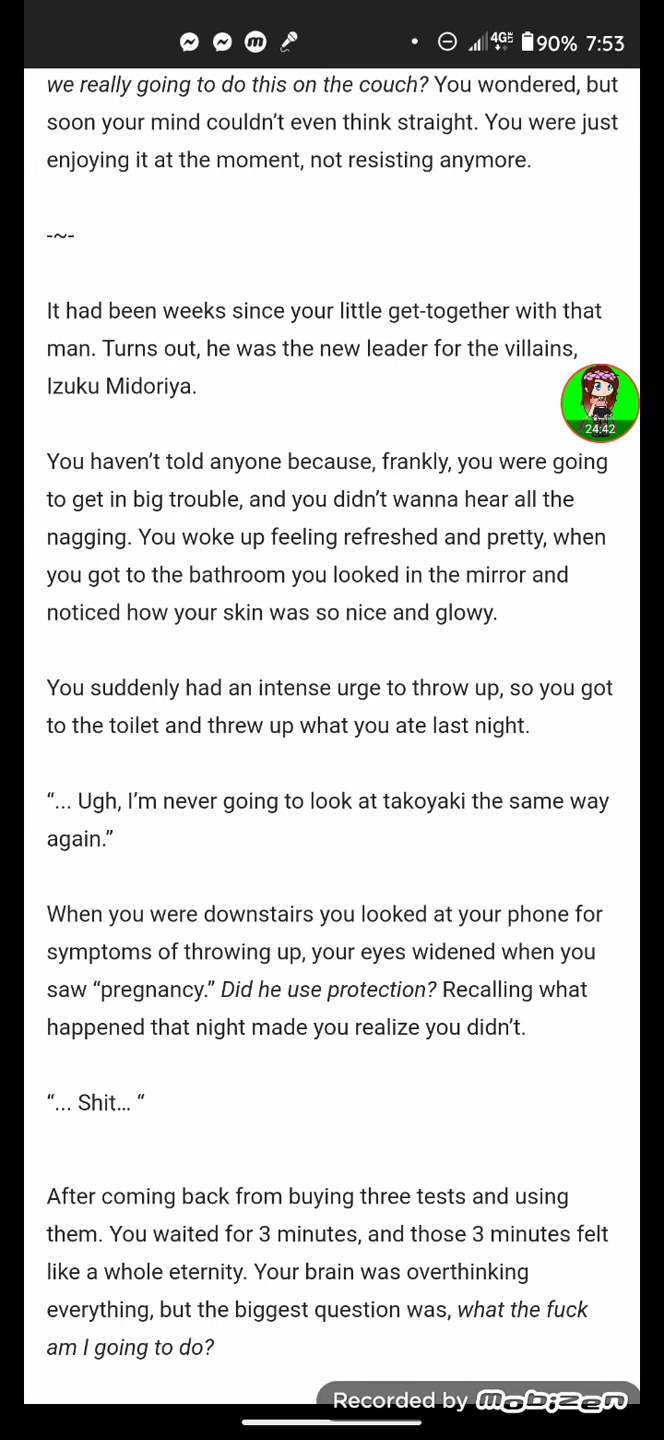 4G 90% 7:53
we really going to do this on the couch? You wondered, but
soon your mind couldn’t even think straight. You were just
enjoying it at the moment, not resisting anymore.
-~-
It had been weeks since your little get-together with that
man. Turns out, he was the new leader for the villains,
Izuku Midoriya.
24:42
You haven’t told anyone because, frankly, you were going
to get in big trouble, and you didn’t wanna hear all the
nagging. You woke up feeling refreshed and pretty, when
you got to the bathroom you looked in the mirror and
noticed how your skin was so nice and glowy.
You suddenly had an intense urge to throw up, so you got
to the toilet and threw up what you ate last night.
“... Ugh, I’m never going to look at takoyaki the same way
again.”
When you were downstairs you looked at your phone for
symptoms of throwing up, your eyes widened when you
saw “pregnancy.” Did he use protection? Recalling what
happened that night made you realize you didn’t.
“... Shit… “
After coming back from buying three tests and using
them. You waited for 3 minutes, and those 3 minutes felt
like a whole eternity. Your brain was overthinking
everything, but the biggest question was, what the fuck
am I going to do?
Recorded by mobizen